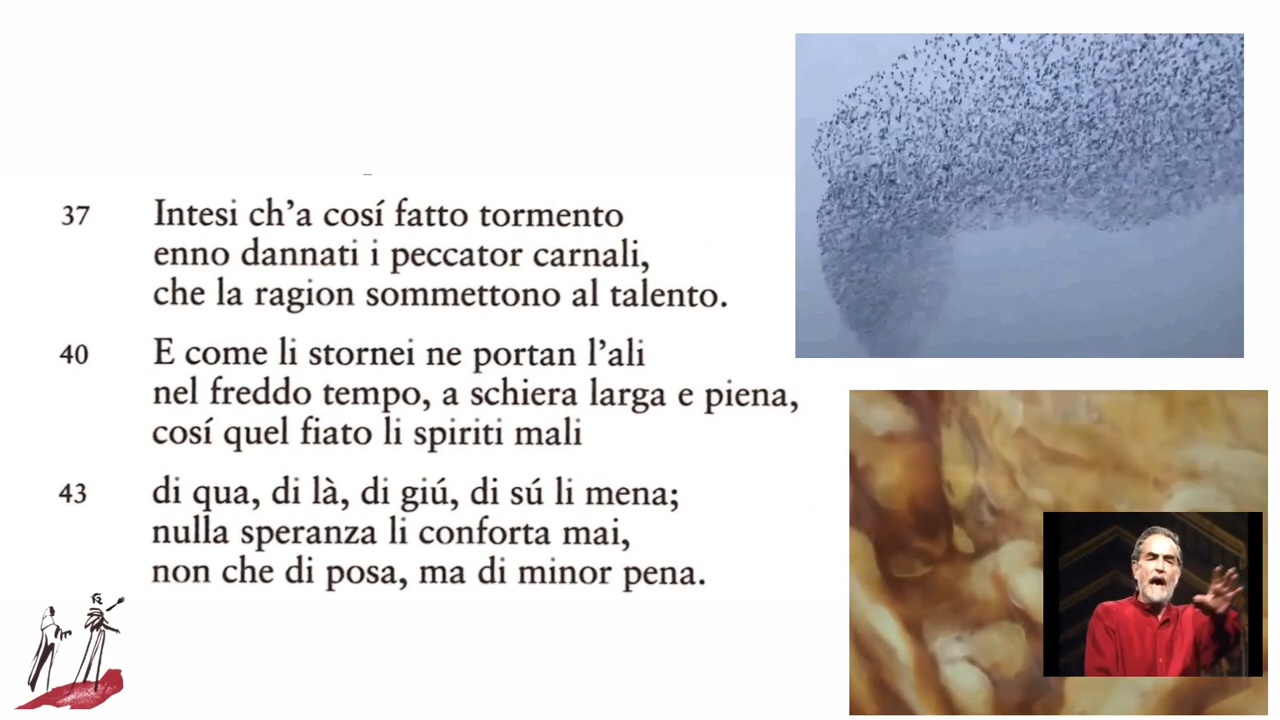 37 Intesi ch'a cosí fatto tormento
enno dannati i peccator carnali,
che la ragion sommettono al talento.
40 E come li stornei ne portan l'ali
nel freddo tempo, a schiera larga e piena,
cosí quel fiato li spiriti mali
43 di qua, di là, di giú, di sú li mena;
nulla speranza li conforta mai,
non che di posa, ma di minor pena.